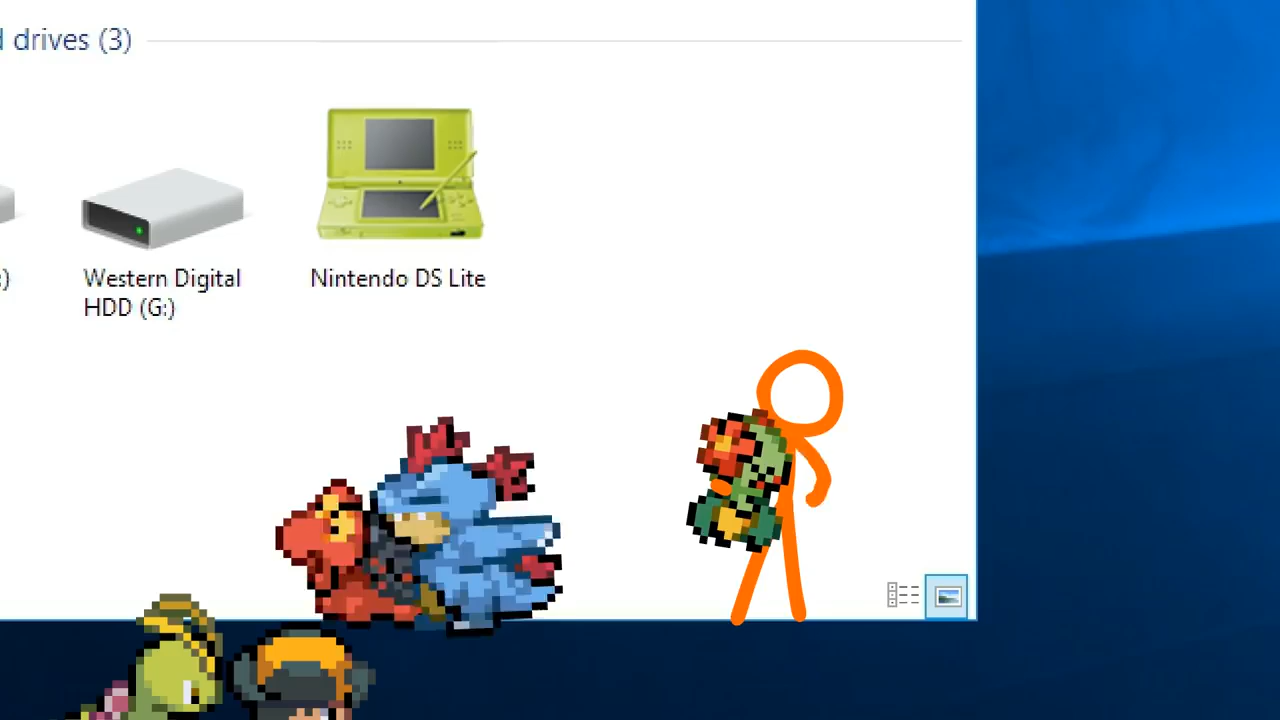 d drives (3)
:)
Western Digital
HDD (G:)
Nintendo DS Lite